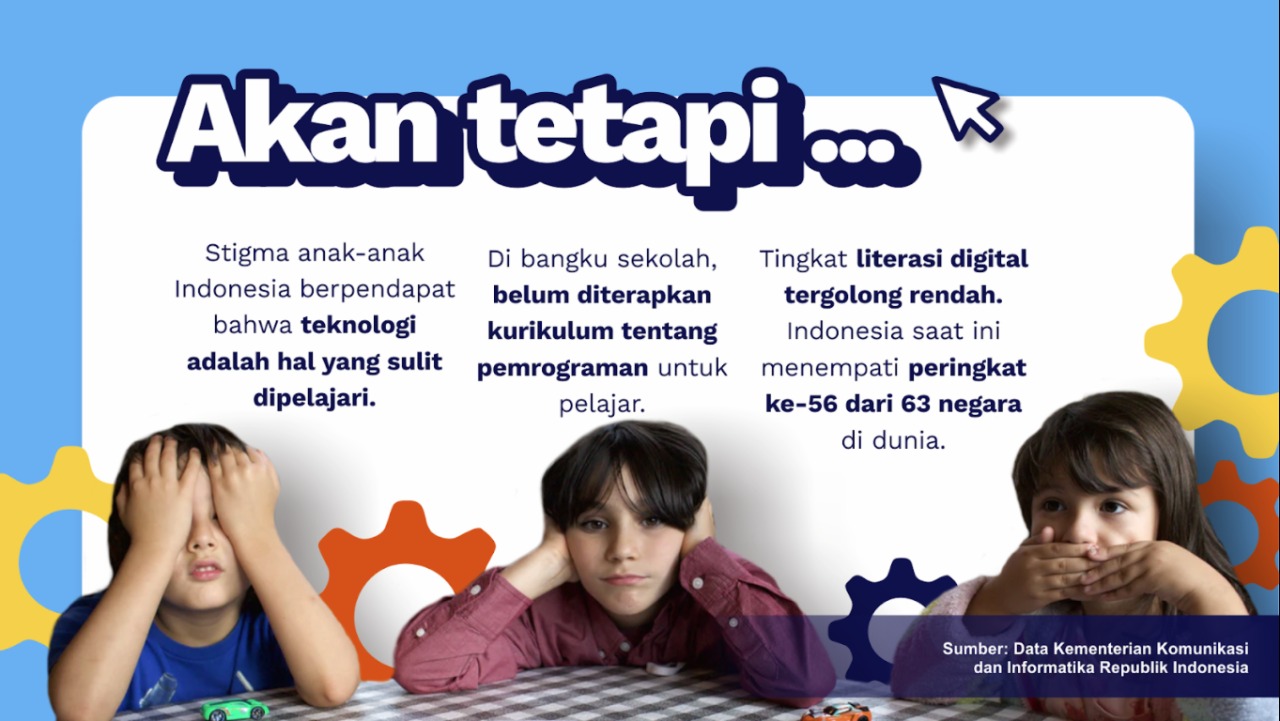 Akan tetapi ...
Stigma anak-anak
Indonesia berpendapat
bahwa teknologi
adalah hal yang sulit
dipelajari.
Di bangku sekolah,
belum diterapkan
kurikulum tentang
pemrograman untuk
pelajar.
Tingkat literasi digital
tergolong rendah.
Indonesia saat ini
menempati peringkat
ke-56 dari 63 negara
di dunia.
Sumber: Data Kementerian Komunikasi
dan Informatika Republik Indonesia